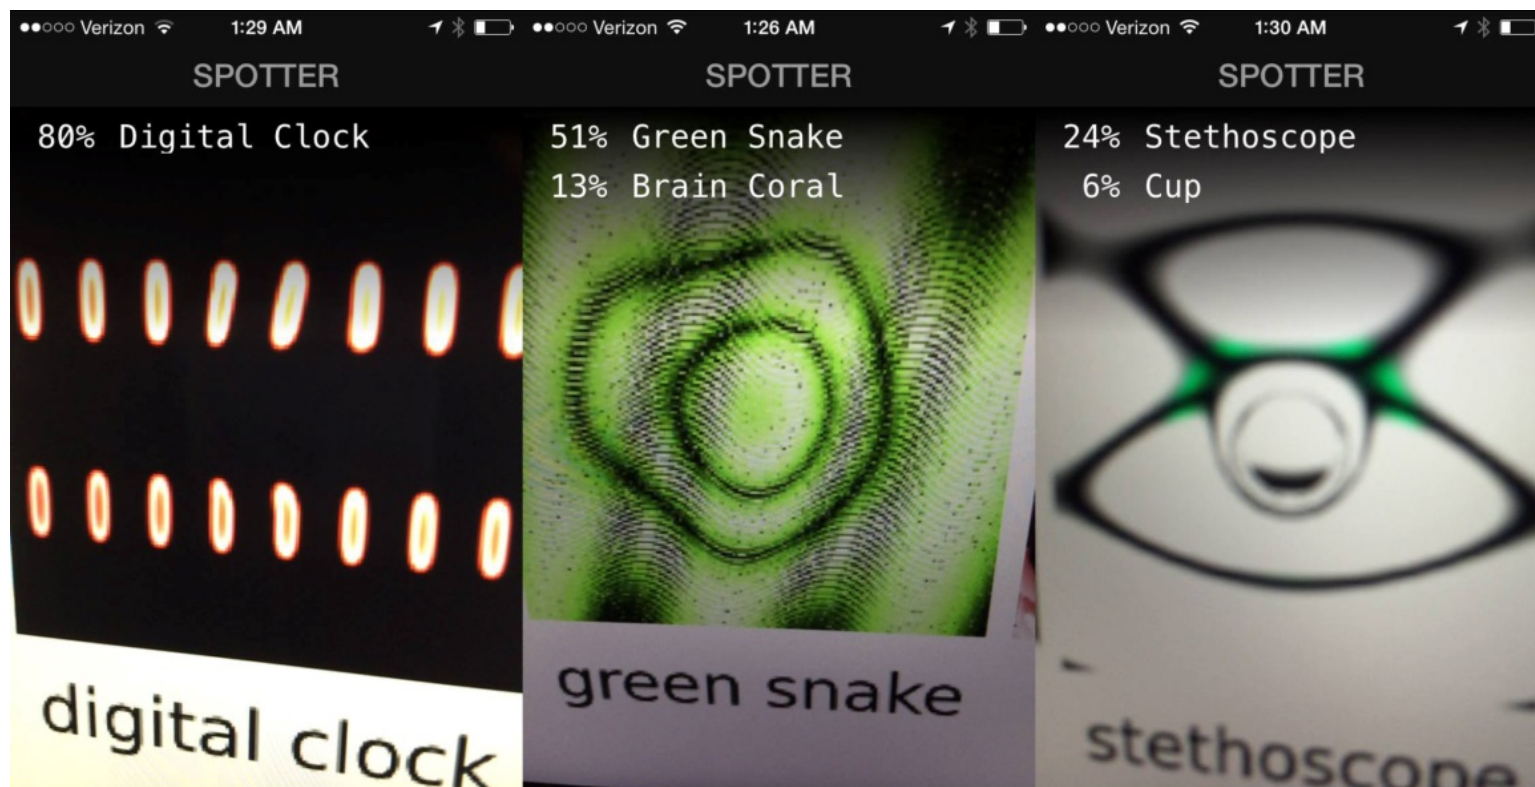 Verizon 1:29 AM
SPOTTER
80% Digital Clock
digital clock
Verizon 1:26 AM
SPOTTER
51% Green Snake
13% Brain Coral
green snake
Verizon 1:30 AM
SPOTTER
24% Stethoscope
6% Cup
stethoscope